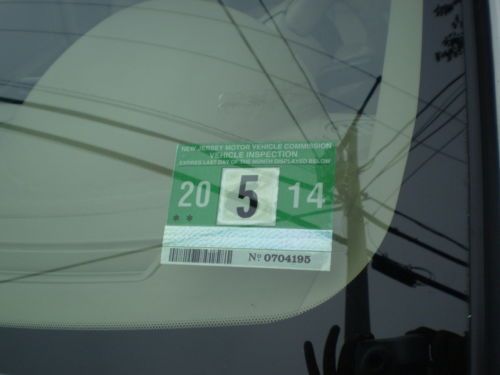 NEW JERSEY MOTOR VEHICLE COMMISSION
VEHICLE INSPECTION
EXPIRES LAST DAY OF THE MONTH DISPLAYED BELOW
20 5 14
**
Nº 0704195